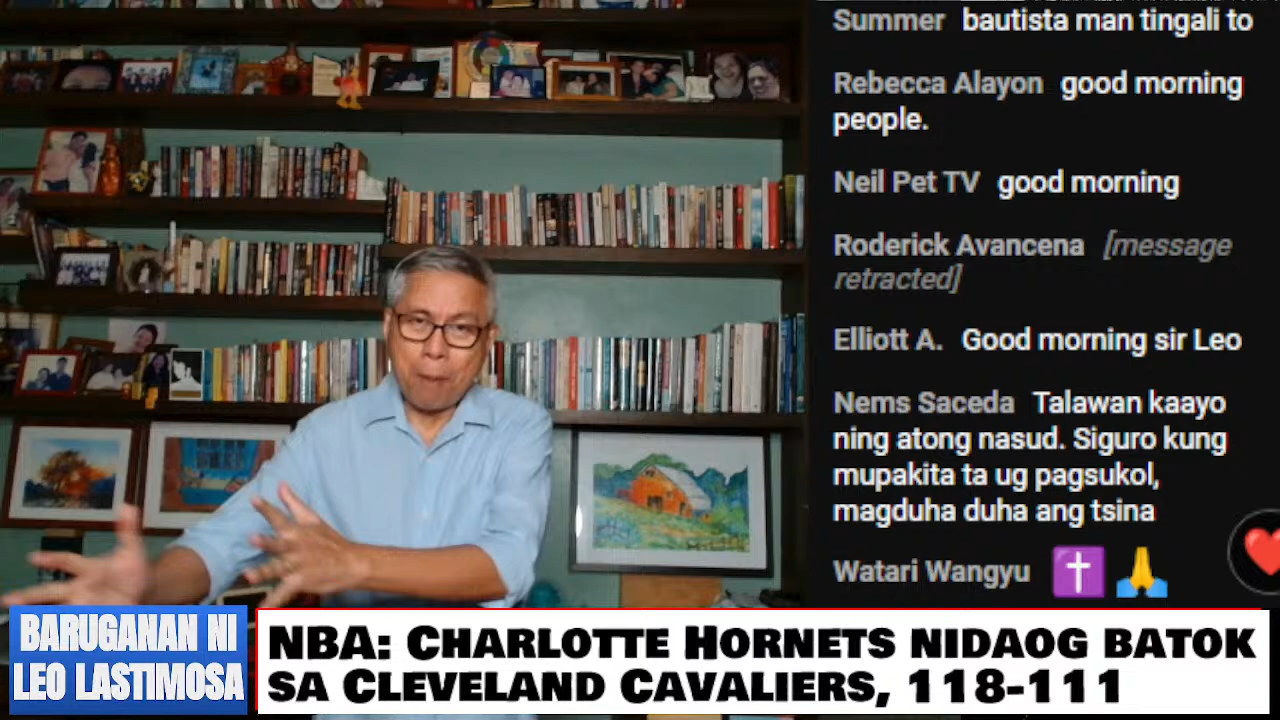 Summer bautista man tingali to
Rebecca Alayon good morning
people.
Neil Pet TV good morning
Roderick Avancena [message
retracted]
Elliott A. Good morning sir Leo
Nems Saceda Talawan kaayo
ning atong nasud. Siguro kung
mupakita ta ug pagsukol,
magduha duha ang tsina
Watari Wangyu
BARUGANAN NI
LEO LASTIMOSA
NBA: CHARLOTTE HORNETS NIDAOG BATOK
SA CLEVELAND CAVALIERS, 118-111